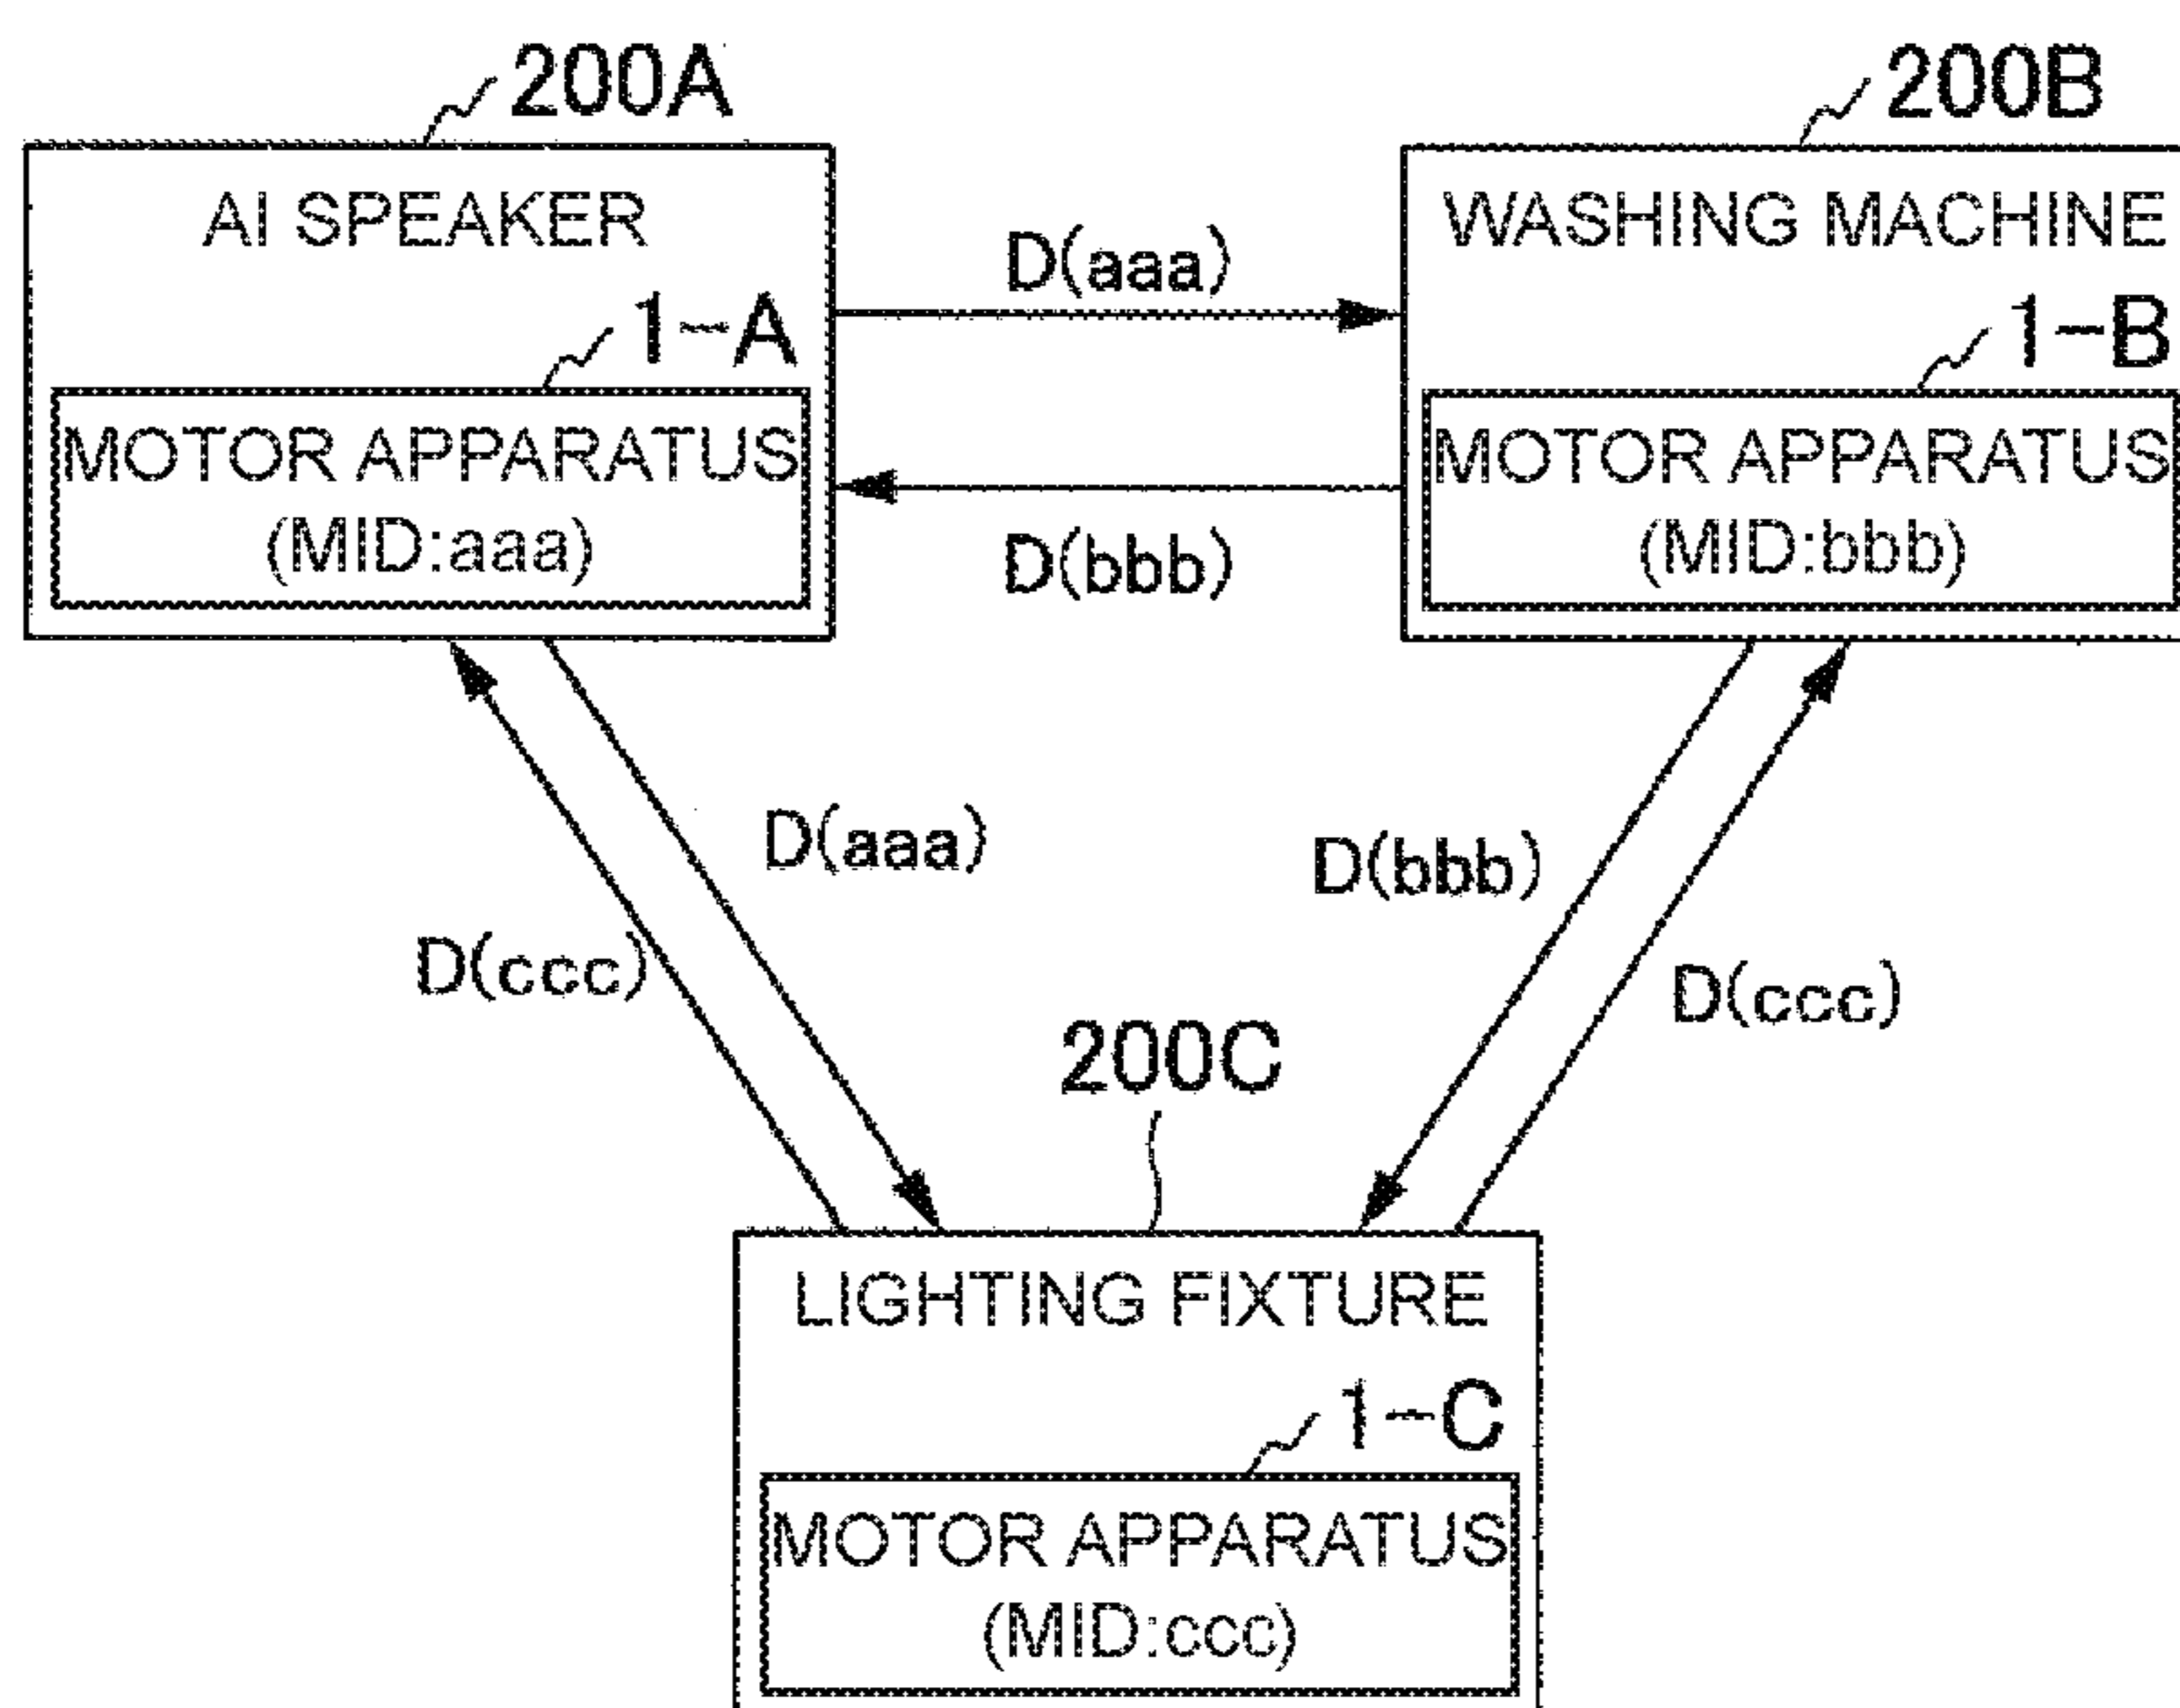 200A
200B
AI SPEAKER
WASHING MACHINE
D(aaa)
1-A
1-B
MOTOR APPARATUS
(MID:aaa)
MOTOR APPARATUS
(MID:bbb)
D(bbb)
D(aaa)
D(bbb)
D(ccc)
D(ccc)
200C
LIGHTING FIXTURE
1-C
MOTOR APPARATUS
(MID:ccc)